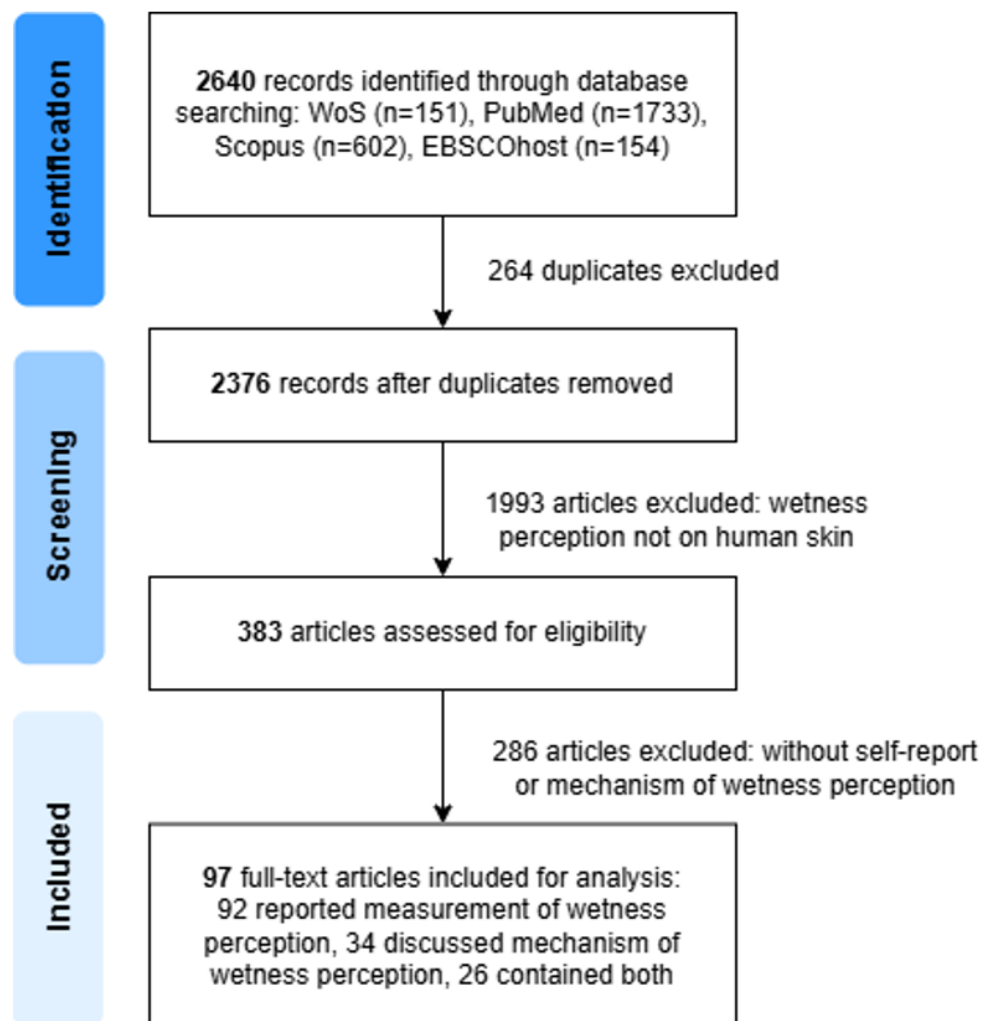 Identification
2640 records identified through database
searching: WoS (n=151), PubMed (n=1733),
Scopus (n=602), EBSCOhost (n=154)
264 duplicates excluded
Screening
2376 records after duplicates removed
1993 articles excluded: wetness
perception not on human skin
383 articles assessed for eligibility
286 articles excluded: without self-report
or mechanism of wetness perception
Included
97 full-text articles included for analysis:
92 reported measurement of wetness
perception, 34 discussed mechanism of
wetness perception, 26 contained both